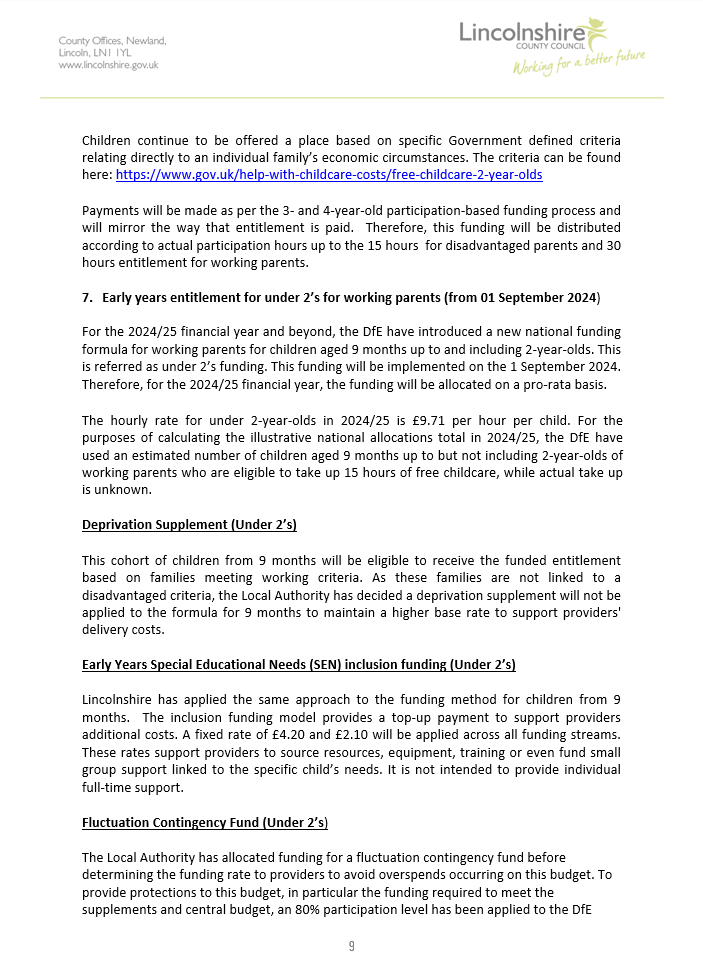 County Offices, Newland,
Lincoln, LN1 1YL
www.lincolnshire.gov.uk
Lincolnshire
COUNTY COUNCIL
Working for a better future
Children continue to be offered a place based on specific Government defined criteria
relating directly to an individual family's economic circumstances. The criteria can be found
here: https://www.gov.uk/help-with-childcare-costs/free-childcare-2-year-olds
Payments will be made as per the 3- and 4-year-old participation-based funding process and
will mirror the way that entitlement is paid.  Therefore, this funding will be distributed
according to actual participation hours up to the 15 hours  for disadvantaged parents and 30
hours entitlement for working parents.
7. Early years entitlement for under 2's for working parents (from 01 September 2024)
For the 2024/25 financial year and beyond, the DfE have introduced a new national funding
formula for working parents for children aged 9 months up to and including 2-year-olds. This
is referred as under 2's funding. This funding will be implemented on the 1 September 2024.
Therefore, for the 2024/25 financial year, the funding will be allocated on a pro-rata basis.
The hourly rate for under 2-year-olds in 2024/25 is £9.71 per hour per child. For the
purposes of calculating the illustrative national allocations total in 2024/25, the DfE have
used an estimated number of children aged 9 months up to but not including 2-year-olds of
working parents who are eligible to take up 15 hours of free childcare, while actual take up
is unknown.
Deprivation Supplement (Under 2's)
This cohort of children from 9 months will be eligible to receive the funded entitlement
based on families meeting working criteria. As these families are not linked to a
disadvantaged criteria, the Local Authority has decided a deprivation supplement will not be
applied to the formula for 9 months to maintain a higher base rate to support providers'
delivery costs.
Early Years Special Educational Needs (SEN) inclusion funding (Under 2's)
Lincolnshire has applied the same approach to the funding method for children from 9
months.  The inclusion funding model provides a top-up payment to support providers
additional costs. A fixed rate of £4.20 and £2.10 will be applied across all funding streams.
These rates support providers to source resources, equipment, training or even fund small
group support linked to the specific child's needs. It is not intended to provide individual
full-time support.
Fluctuation Contingency Fund (Under 2's)
The Local Authority has allocated funding for a fluctuation contingency fund before
determining the funding rate to providers to avoid overspends occurring on this budget. To
provide protections to this budget, in particular the funding required to meet the
supplements and central budget, an 80% participation level has been applied to the DfE
9